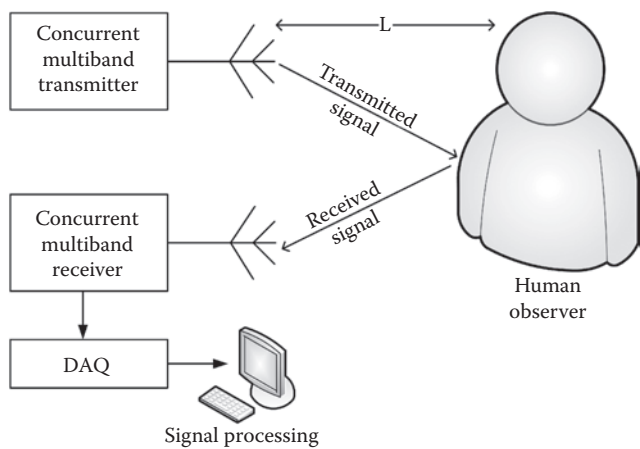 Concurrent
multiband
transmitter
L
Transmitted
signal
Received
signal
Concurrent
multiband
receiver
Human
observer
DAQ
Signal processing